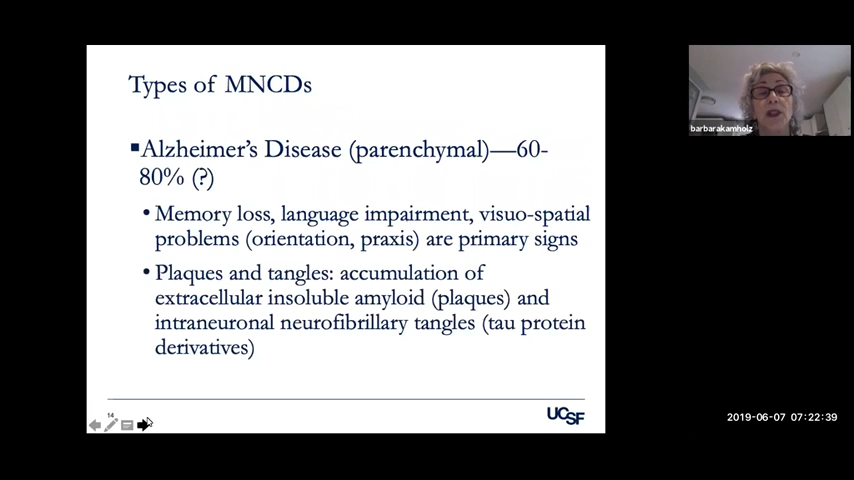 Types of MNCDs
▪Alzheimer's Disease (parenchymal)—60-
80% (?)
• Memory loss, language impairment, visuo-spatial
problems (orientation, praxis) are primary signs
• Plaques and tangles: accumulation of
extracellular insoluble amyloid (plaques) and
intraneuronal neurofibrillary tangles (tau protein
derivatives)
14
UCSF
barbarakamholz
2019-06-07 07:22:39